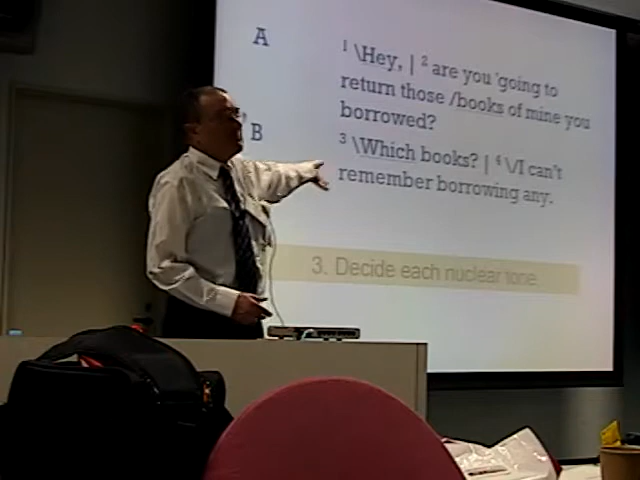 A
1 \Hey, | 2 are you 'going to
return those /books of mine you
borrowed?
B
3 \Which books? | 4 \/I can't
remember borrowing any.
3. Decide each nuclear tone